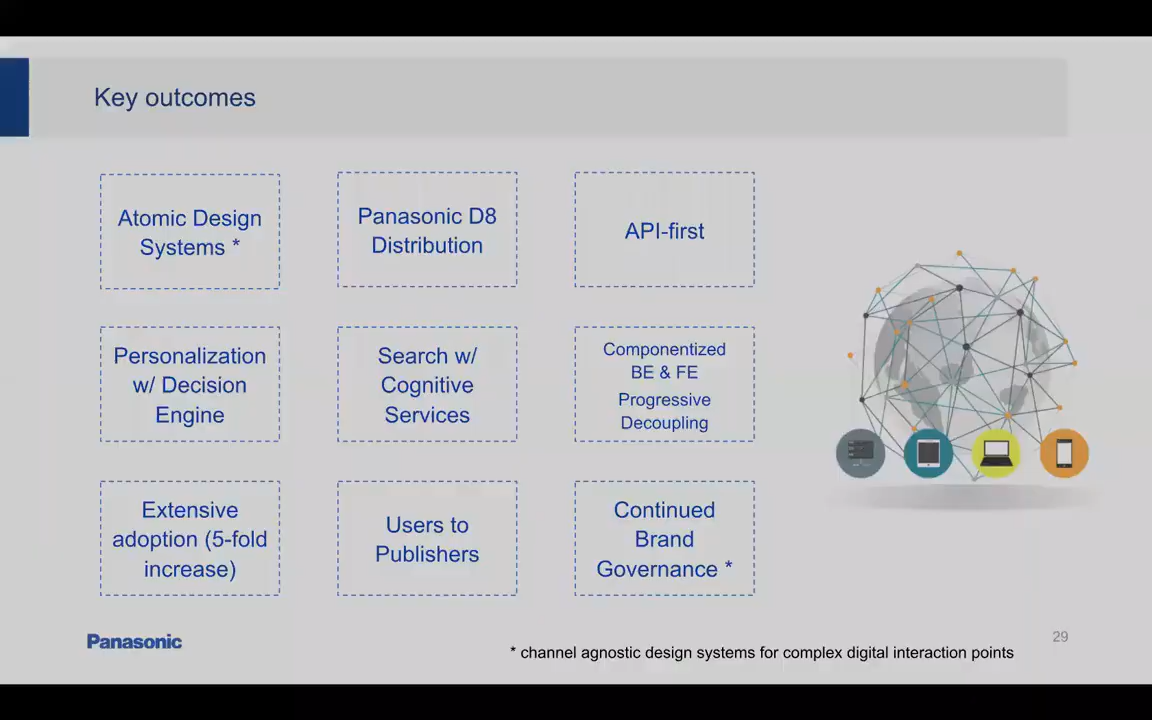 Key outcomes
Atomic Design
Systems *
Panasonic D8
Distribution
API-first
Personalization
w/ Decision
Engine
Search w/
Cognitive
Services
Componentized
BE & FE
Progressive
Decoupling
Extensive
adoption (5-fold
increase)
Users to
Publishers
Continued
Brand
Governance *
Panasonic
29
* channel agnostic design systems for complex digital interaction points